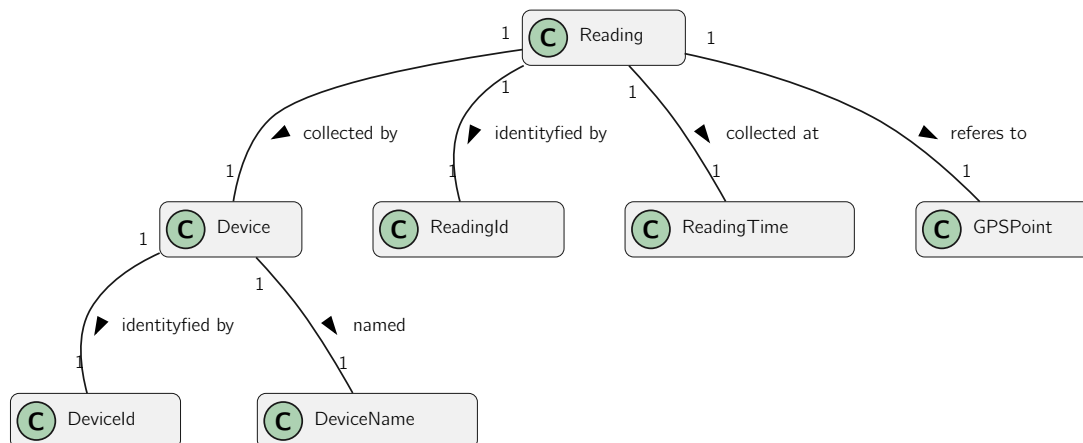 C Reading
1
1
1
1
1
collected by
identityfied by
collected at
referes to
1
1
1
1
C Device
C ReadingId
C ReadingTime
C GPSPoint
1
1
identityfied by
named
1
1
C DeviceId
C DeviceName